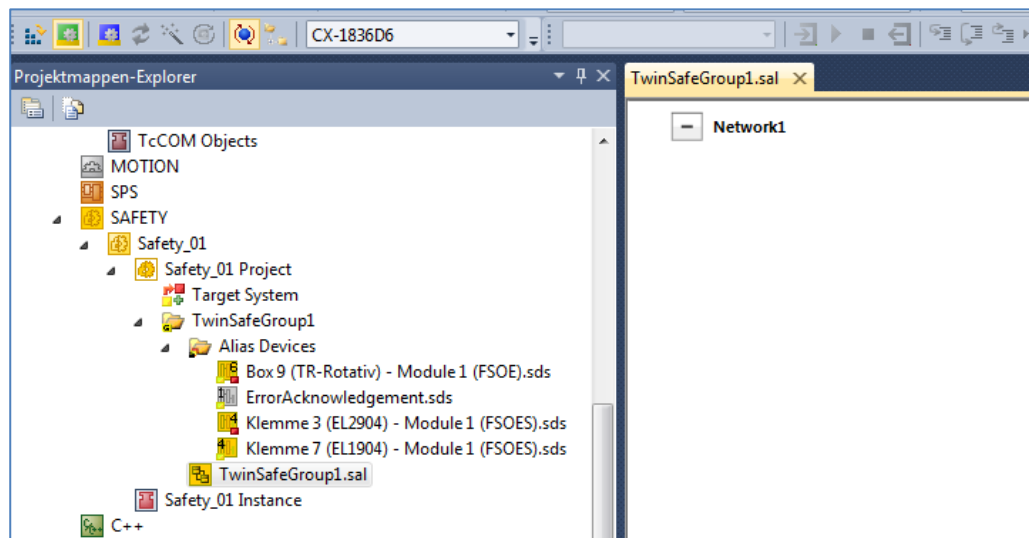 CX-1836D6
Projektmappen-Explorer
TwinSafeGroup1.sal
Network1
TcCOM Objects
MOTION
SPS
SAFETY
Safety_01
Safety_01 Project
Target System
TwinSafeGroup1
Alias Devices
Box 9 (TR-Rotativ) - Module 1 (FSOE).sds
ErrorAcknowledgement.sds
Klemme 3 (EL2904) - Module 1 (FSOES).sds
Klemme 7 (EL1904) - Module 1 (FSOES).sds
TwinSafeGroup1.sal
Safety_01 Instance
C++